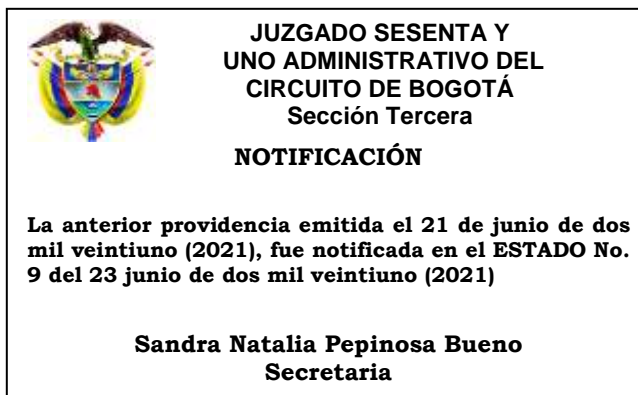 JUZGADO SESENTA Y
UNO ADMINISTRATIVO DEL
CIRCUITO DE BOGOTÁ
Sección Tercera
NOTIFICACIÓN
La anterior providencia emitida el 21 de junio de dos
mil veintiuno (2021), fue notificada en el ESTADO No.
9 del 23 junio de dos mil veintiuno (2021)
Sandra Natalia Pepinosa Bueno
Secretaria